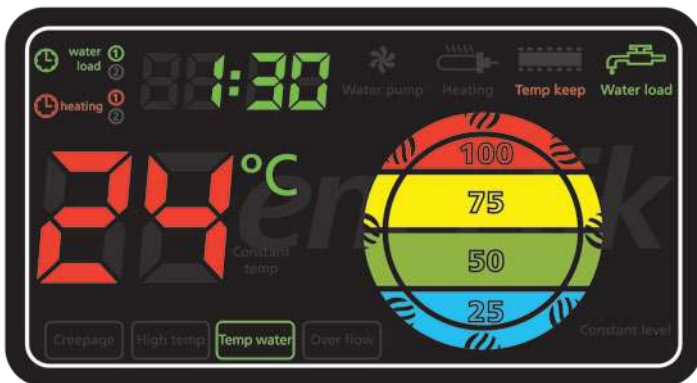 water load 1 2
1:30
Water pump
Heating
Temp keep
Water load
heating 1 2
24 °C
Constant temp
100
75
50
25
Constant level
Creepage
High temp
Temp water
Over flow